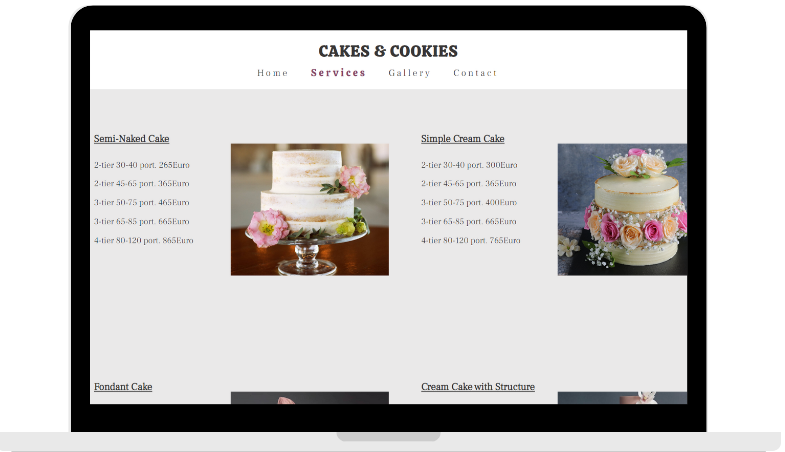 CAKES & COOKIES
Home Services Gallery Contact
Semi-Naked Cake
2-tier 30-40 port. 265Euro
2-tier 45-65 port. 365Euro
3-tier 50-75 port. 465Euro
3-tier 65-85 port. 665Euro
4-tier 80-120 port. 865Euro
Simple Cream Cake
2-tier 30-40 port. 300Euro
2-tier 45-65 port. 365Euro
3-tier 50-75 port. 400Euro
3-tier 65-85 port. 665Euro
4-tier 80-120 port. 765Euro
Fondant Cake
Cream Cake with Structure